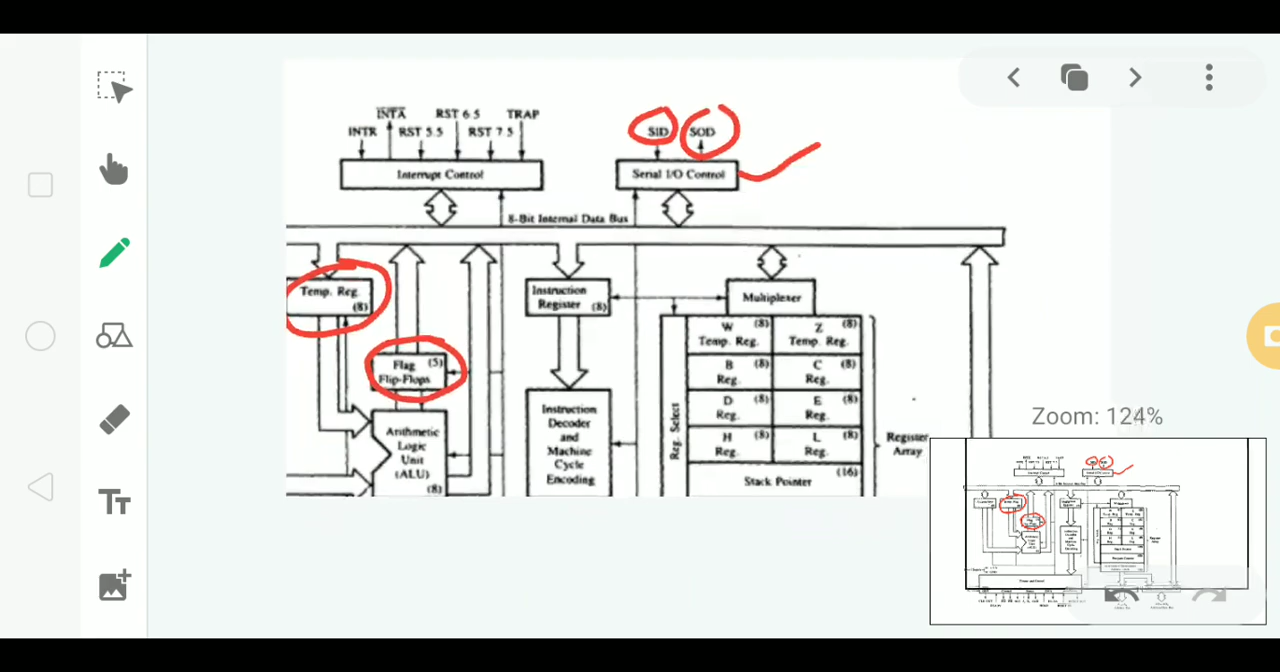 INTA
RST 6.5
TRAP
INTR
RST 5.5
RST 7.5
SID
SOD
Interrupt Control
Serial I/O Control
8-Bit Internal Data Bus
Temp. Reg.
(8)
Instruction
Register
(8)
Multiplexer
Flag
(5)
Flip-Flops
W
(8)
Temp. Reg.
Z
(8)
Temp. Reg.
B
(8)
Reg.
C
(8)
Reg.
D
(8)
Reg.
E
(8)
Reg.
H
(8)
Reg.
L
(8)
Reg.
Reg. Select
Arithmetic
Logic
Unit
(ALU)
(8)
Instruction
Decoder
and
Machine
Cycle
Encoding
(16)
Stack Pointer
Register
Array
Zoom: 124%
TT